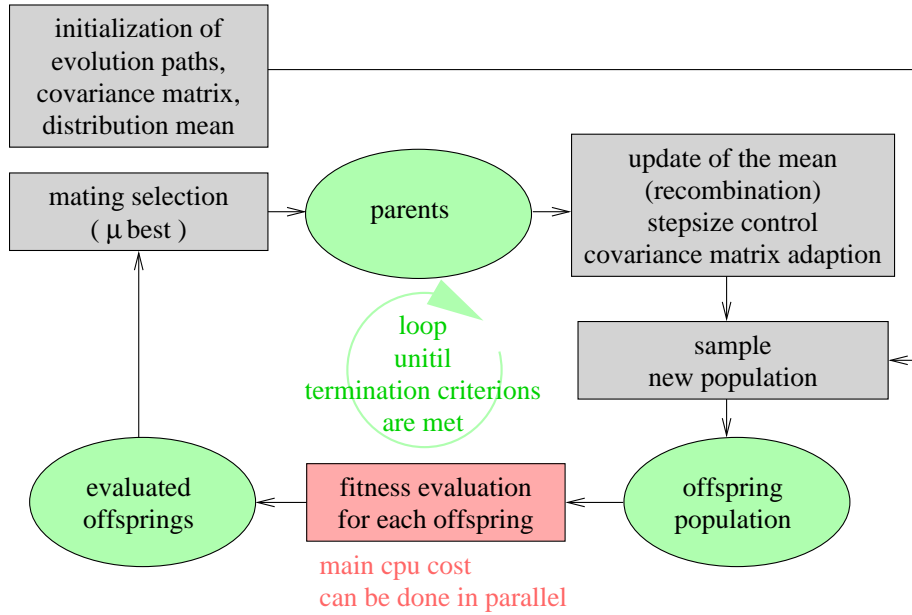 initialization of
evolution paths,
covariance matrix,
distribution mean
mating selection
( μ best )
parents
update of the mean
(recombination)
stepsize control
covariance matrix adaption
loop
unitil
termination criterions
are met
sample
new population
evaluated
offsprings
fitness evaluation
for each offspring
offspring
population
main cpu cost
can be done in parallel